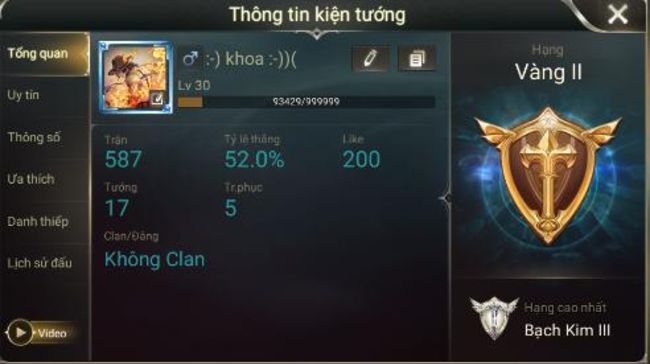 Thông tin kiện tướng
Tổng quan
Uy tín
Thông số
Ưa thích
Danh thiếp
Lịch sử đấu
Video
♂ :-) khoa :-))(
Lv 30
93429/999999
Trận
Tỷ lệ thắng
Like
587
52.0%
200
Tướng
Tr.phục
17
5
Clan/Đảng
Không Clan
Hạng
Vàng II
Hạng cao nhất
Bạch Kim III